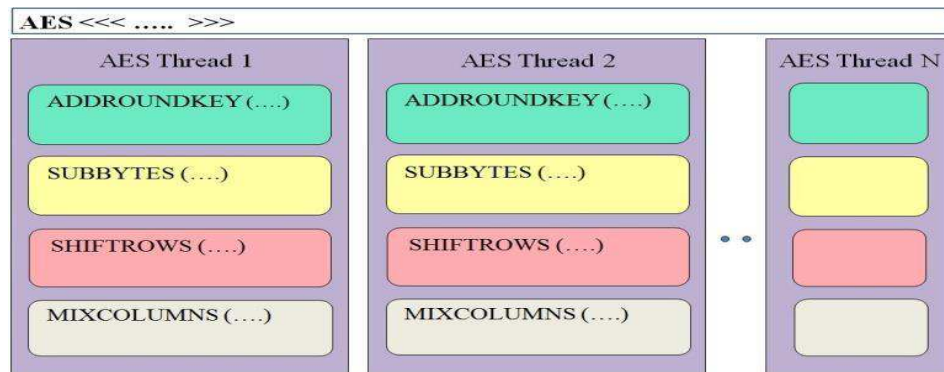 AES <<< ..... >>>
AES Thread 1
ADDROUNDKEY (....)
SUBBYTES (....)
SHIFTROWS (....)
MIXCOLUMNS (....)
AES Thread 2
ADDROUNDKEY (....)
SUBBYTES (....)
SHIFTROWS (....)
MIXCOLUMNS (....)
AES Thread N